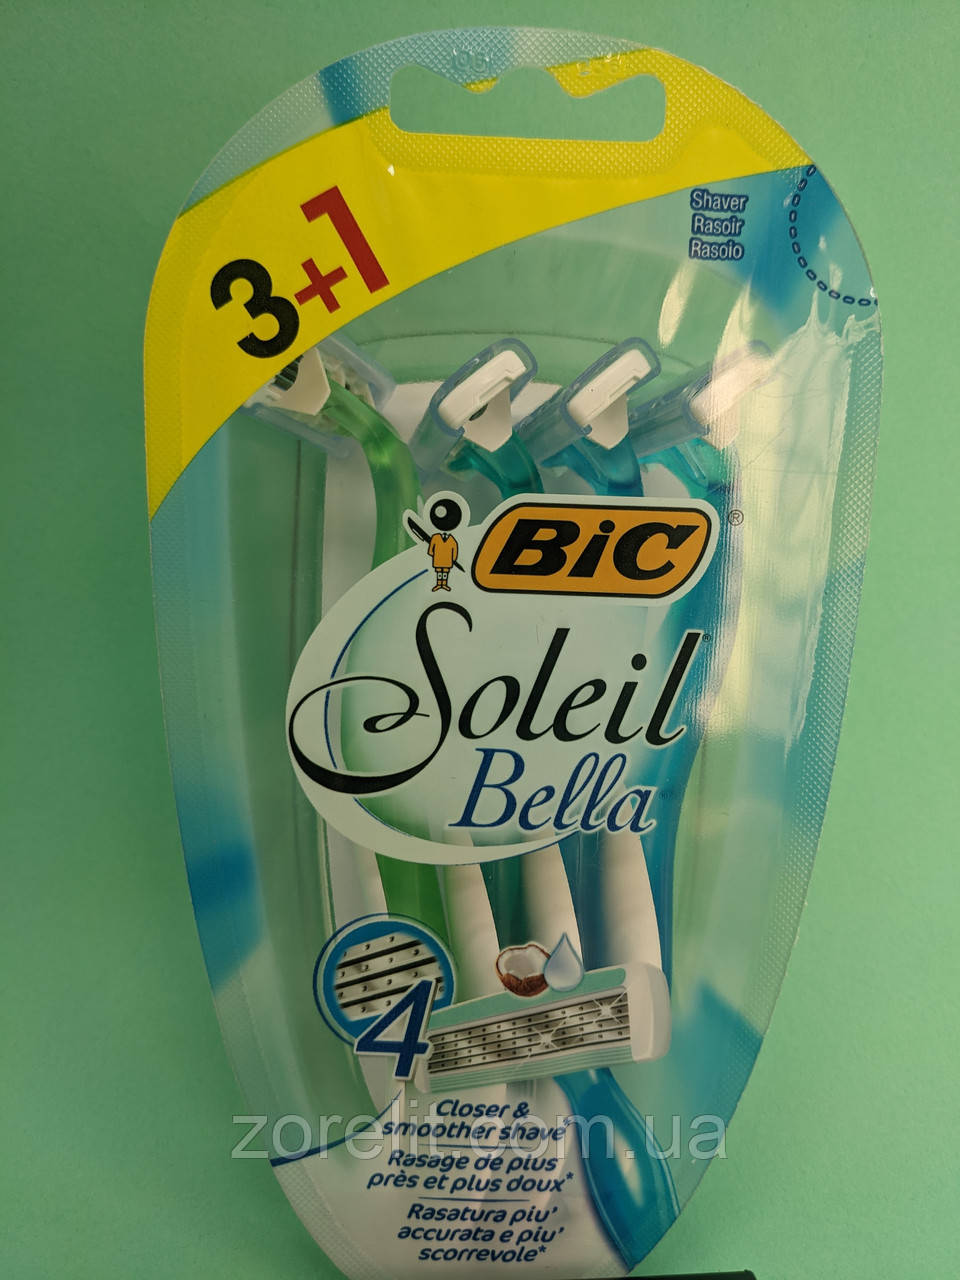 3+1
Shaver
Rasoir
Rasoio
BiC®
Soleil®
Bella®
4
Closer &
smoother shave*
Rasage de plus
près et plus doux*
Rasatura piu'
accurata e piu'
scorrevole*
zorelit.com.ua